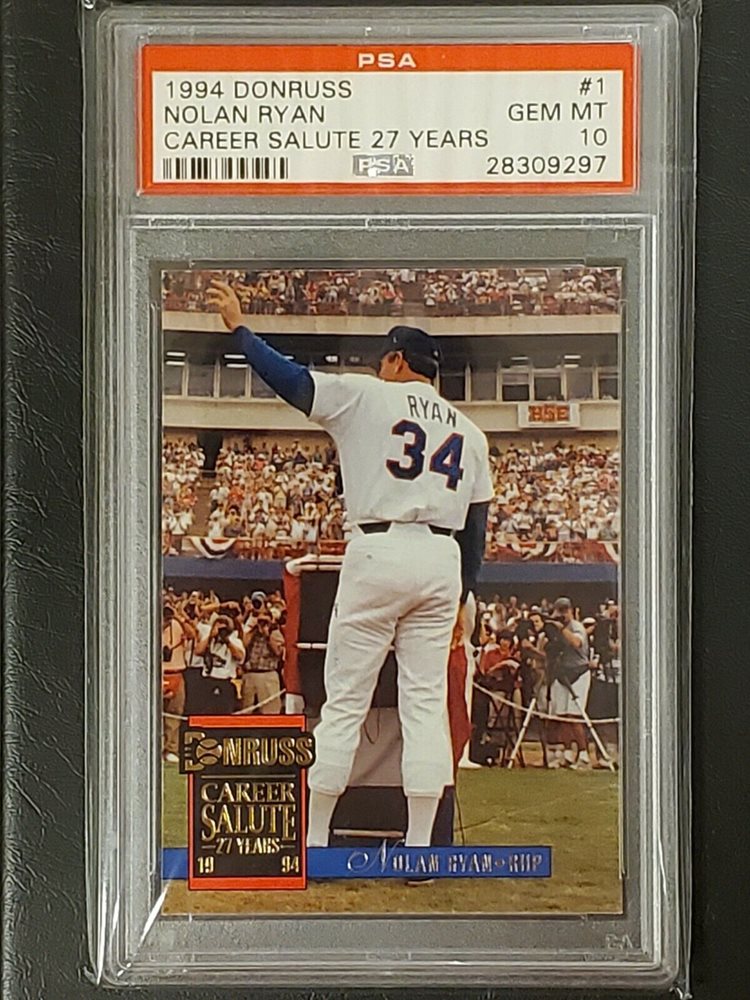 PSA
1994 DONRUSS #1
NOLAN RYAN GEM MT
CAREER SALUTE 27 YEARS 10
PSA 28309297
RYAN
34
DONRUSS
CAREER
SALUTE
27 YEARS
19 94
NOLAN RYAN • RHP